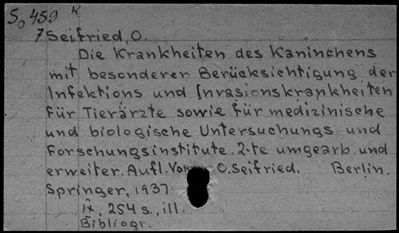 So 459 K
7 Seifried, O.
Die Krankheiten des Kaninchens
mit besonderer Berücksichtigung der
Infektions und Invasionskrankheiten
für Tierärzte sowie für medizinische
und biologische Untersuchungs und
Forschungsinstitute. 2-te umgearb und
erweiter. Aufl. Von O. Seifried. Berlin.
Springer, 1937.
IX, 254 s., ill.
Bibliogr.